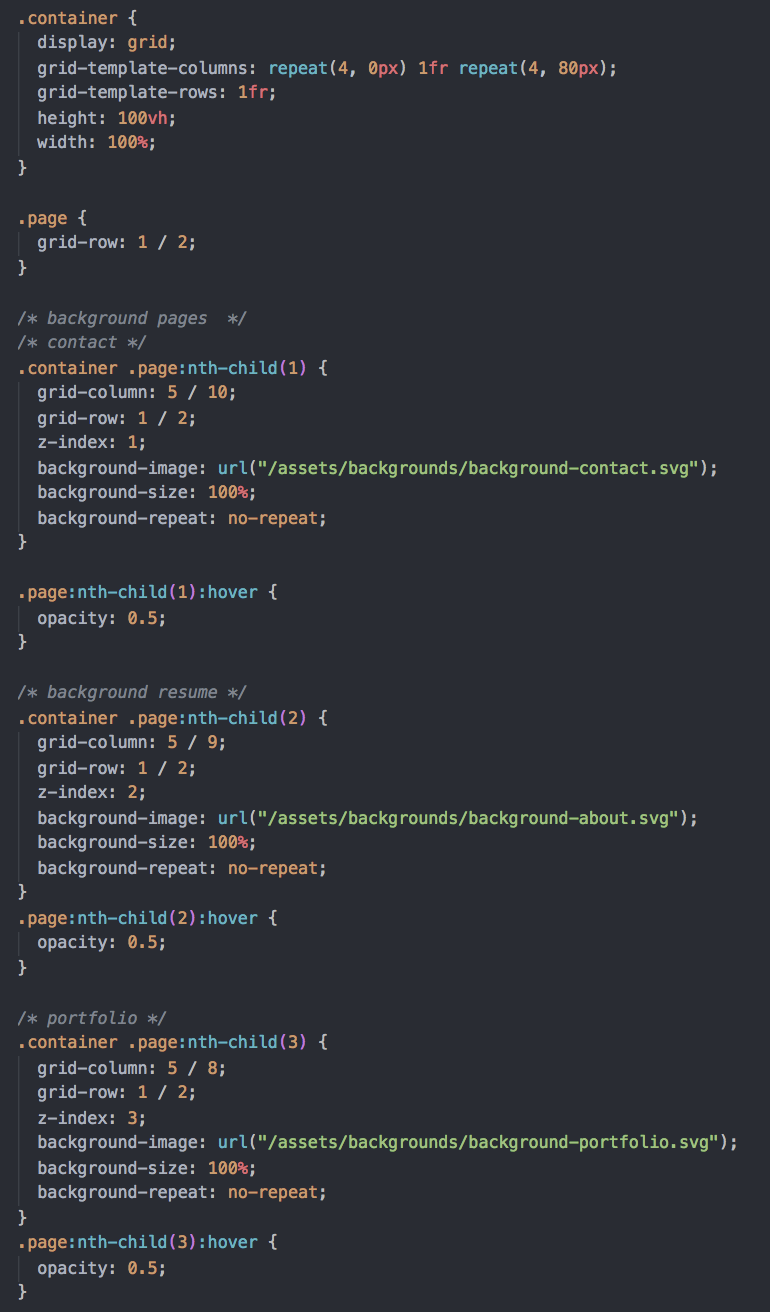 .container {
  display: grid;
  grid-template-columns: repeat(4, 0px) 1fr repeat(4, 80px);
  grid-template-rows: 1fr;
  height: 100vh;
  width: 100%;
}

.page {
  grid-row: 1 / 2;
}

/* background pages  */
/* contact */
.container .page:nth-child(1) {
  grid-column: 5 / 10;
  grid-row: 1 / 2;
  z-index: 1;
  background-image: url("/assets/backgrounds/background-contact.svg");
  background-size: 100%;
  background-repeat: no-repeat;
}

.page:nth-child(1):hover {
  opacity: 0.5;
}

/* background resume */
.container .page:nth-child(2) {
  grid-column: 5 / 9;
  grid-row: 1 / 2;
  z-index: 2;
  background-image: url("/assets/backgrounds/background-about.svg");
  background-size: 100%;
  background-repeat: no-repeat;
}
.page:nth-child(2):hover {
  opacity: 0.5;
}

/* portfolio */
.container .page:nth-child(3) {
  grid-column: 5 / 8;
  grid-row: 1 / 2;
  z-index: 3;
  background-image: url("/assets/backgrounds/background-portfolio.svg");
  background-size: 100%;
  background-repeat: no-repeat;
}
.page:nth-child(3):hover {
  opacity: 0.5;
}